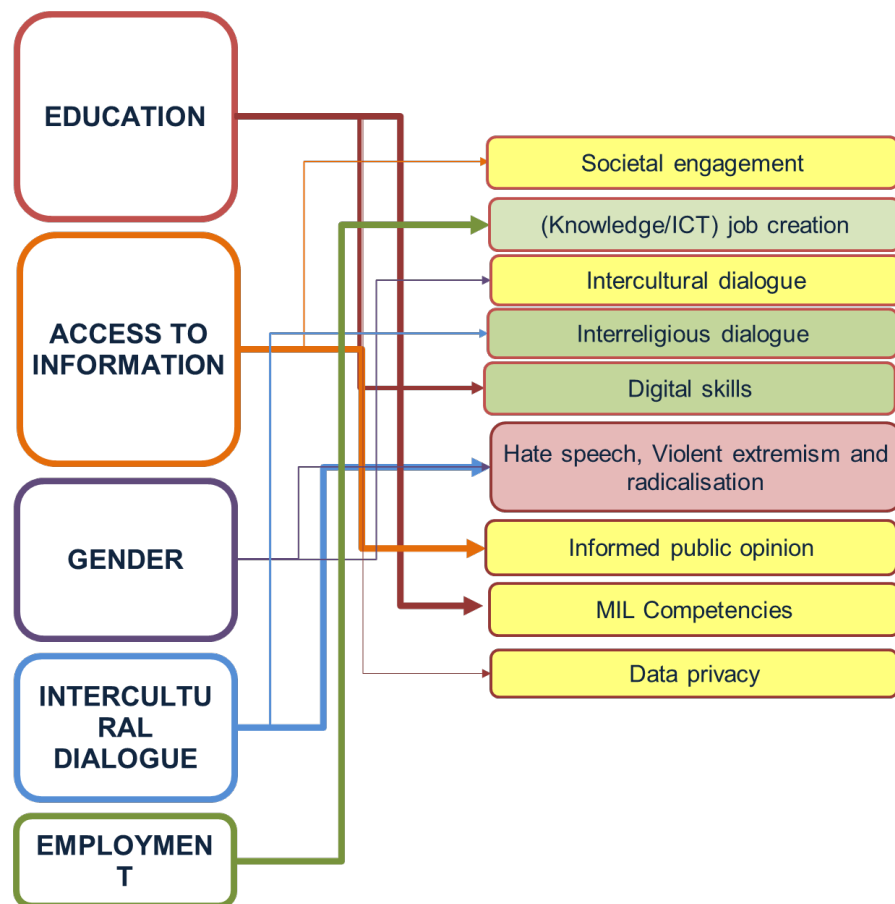 EDUCATION
ACCESS TO
INFORMATION
GENDER
INTERCULTU
RAL
DIALOGUE
EMPLOYMEN
T
Societal engagement
(Knowledge/ICT) job creation
Intercultural dialogue
Interreligious dialogue
Digital skills
Hate speech, Violent extremism and
radicalisation
Informed public opinion
MIL Competencies
Data privacy